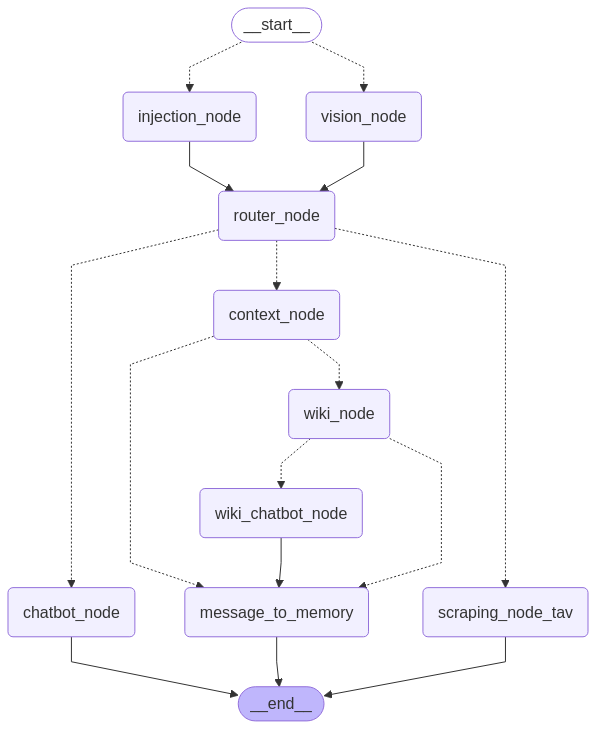 __start__
injection_node
vision_node
router_node
context_node
wiki_node
wiki_chatbot_node
chatbot_node
message_to_memory
scraping_node_tav
__end__